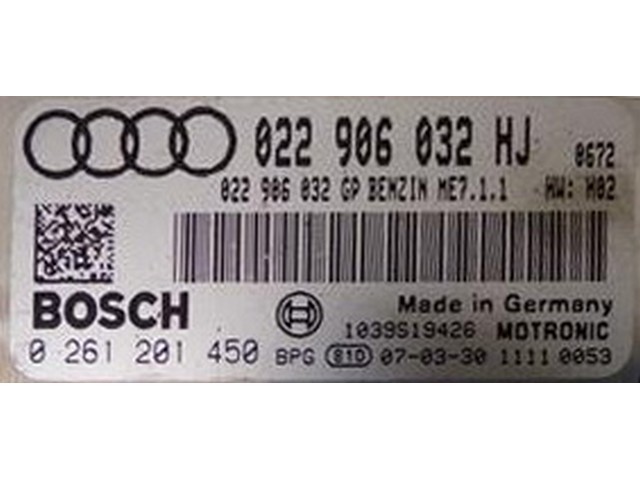 022 906 032 HJ 0672
022 906 032 GP BENZIN ME7.1.1 HW: H02
BOSCH
Made in Germany
1039S19426 MOTRONIC
0 261 201 450 BPG 810 07-03-30 1111 0053